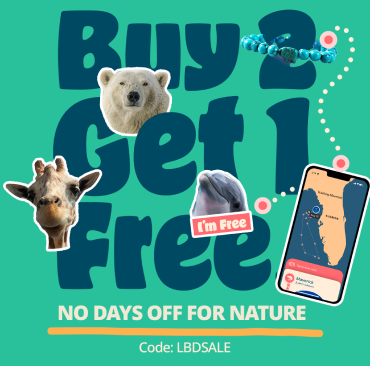 Buy 2
Get 1
I'm Free
Free
NO DAYS OFF FOR NATURE
Code: LBDSALE